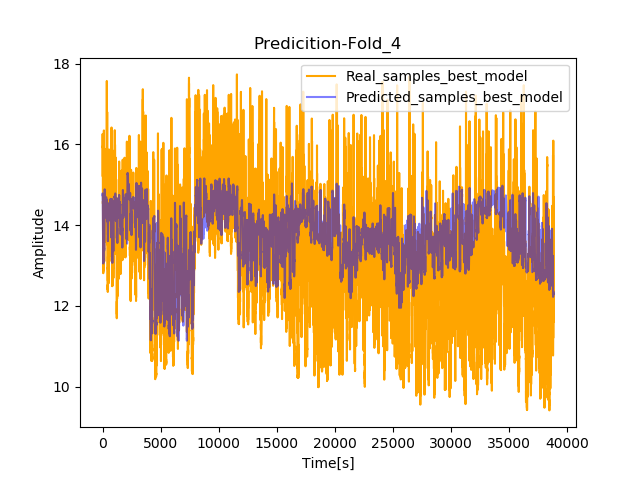 Predicition-Fold_4
Real_samples_best_model
Predicted_samples_best_model
Amplitude
18
16
14
12
10
0 5000 10000 15000 20000 25000 30000 35000 40000
Time[s]